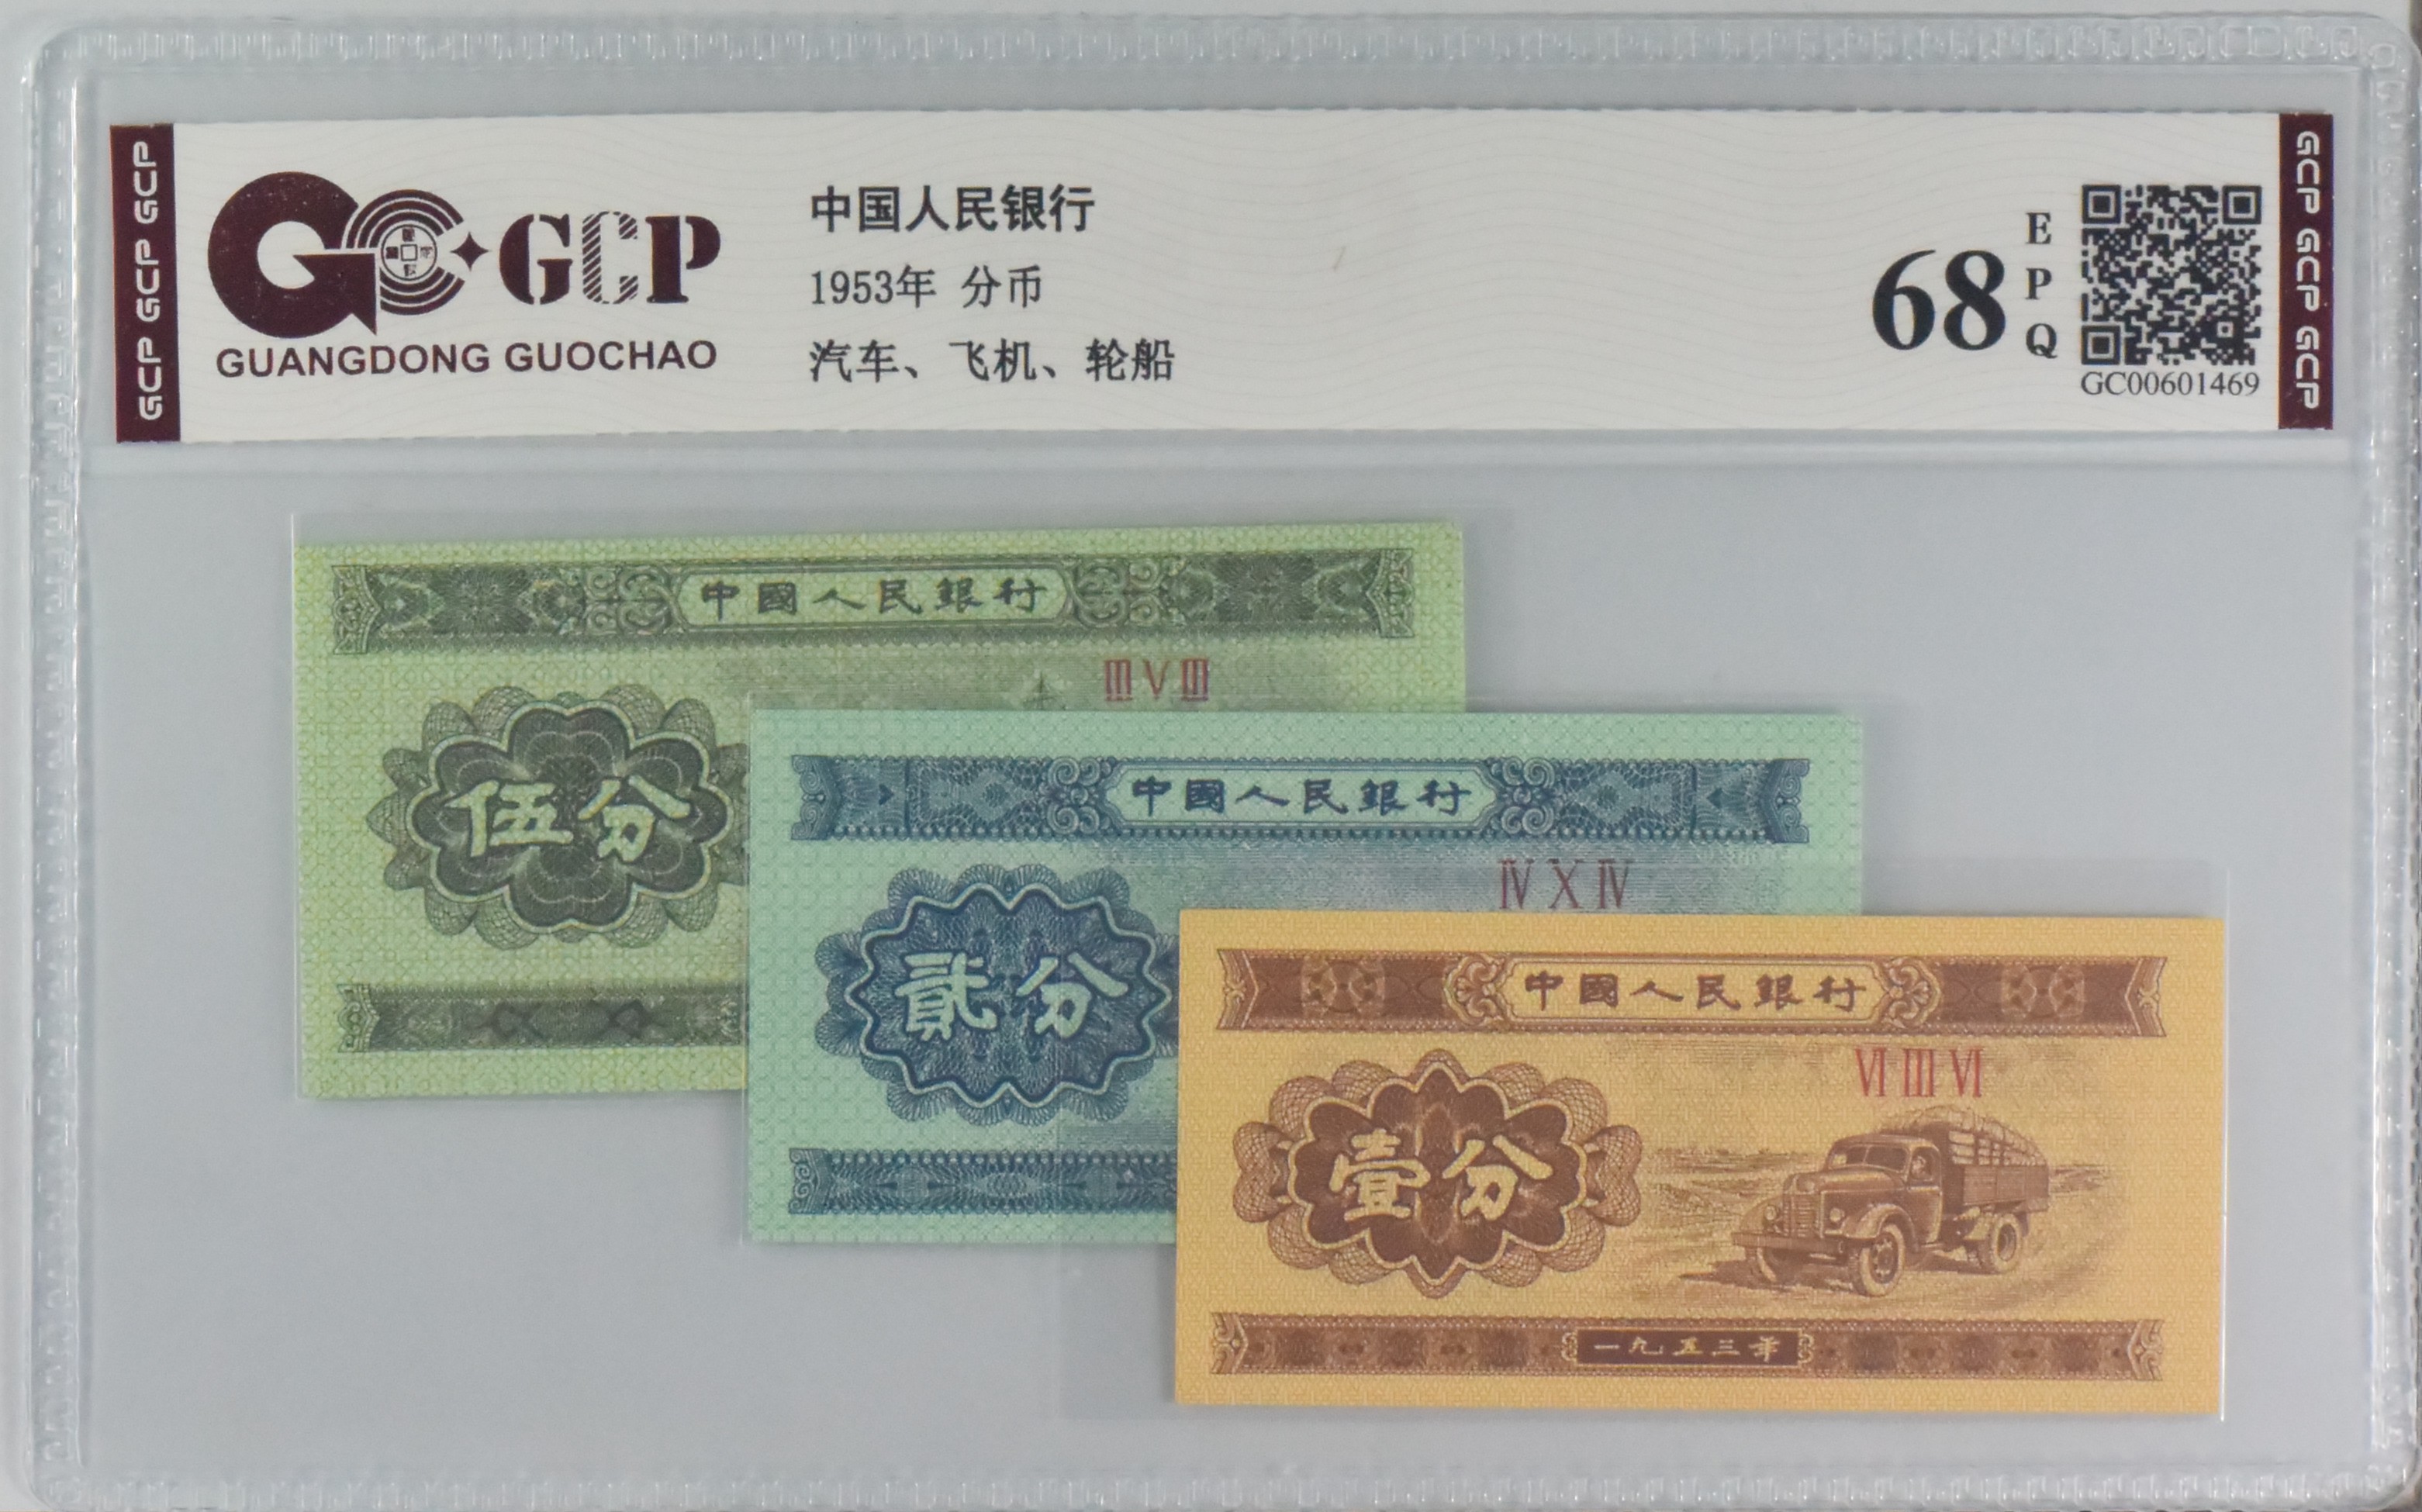 GCP GCP GCP
GCP
GUANGDONG GUOCHAO
中国人民银行
1953年 分币
汽车、飞机、轮船
68
EPQ
GC00601469
GCP GCP GCP
中國人民銀行
ⅢⅤⅢ
伍分
中國人民銀行
ⅣⅩⅣ
貳分
中國人民銀行
ⅥⅢⅥ
壹分
一九五三年